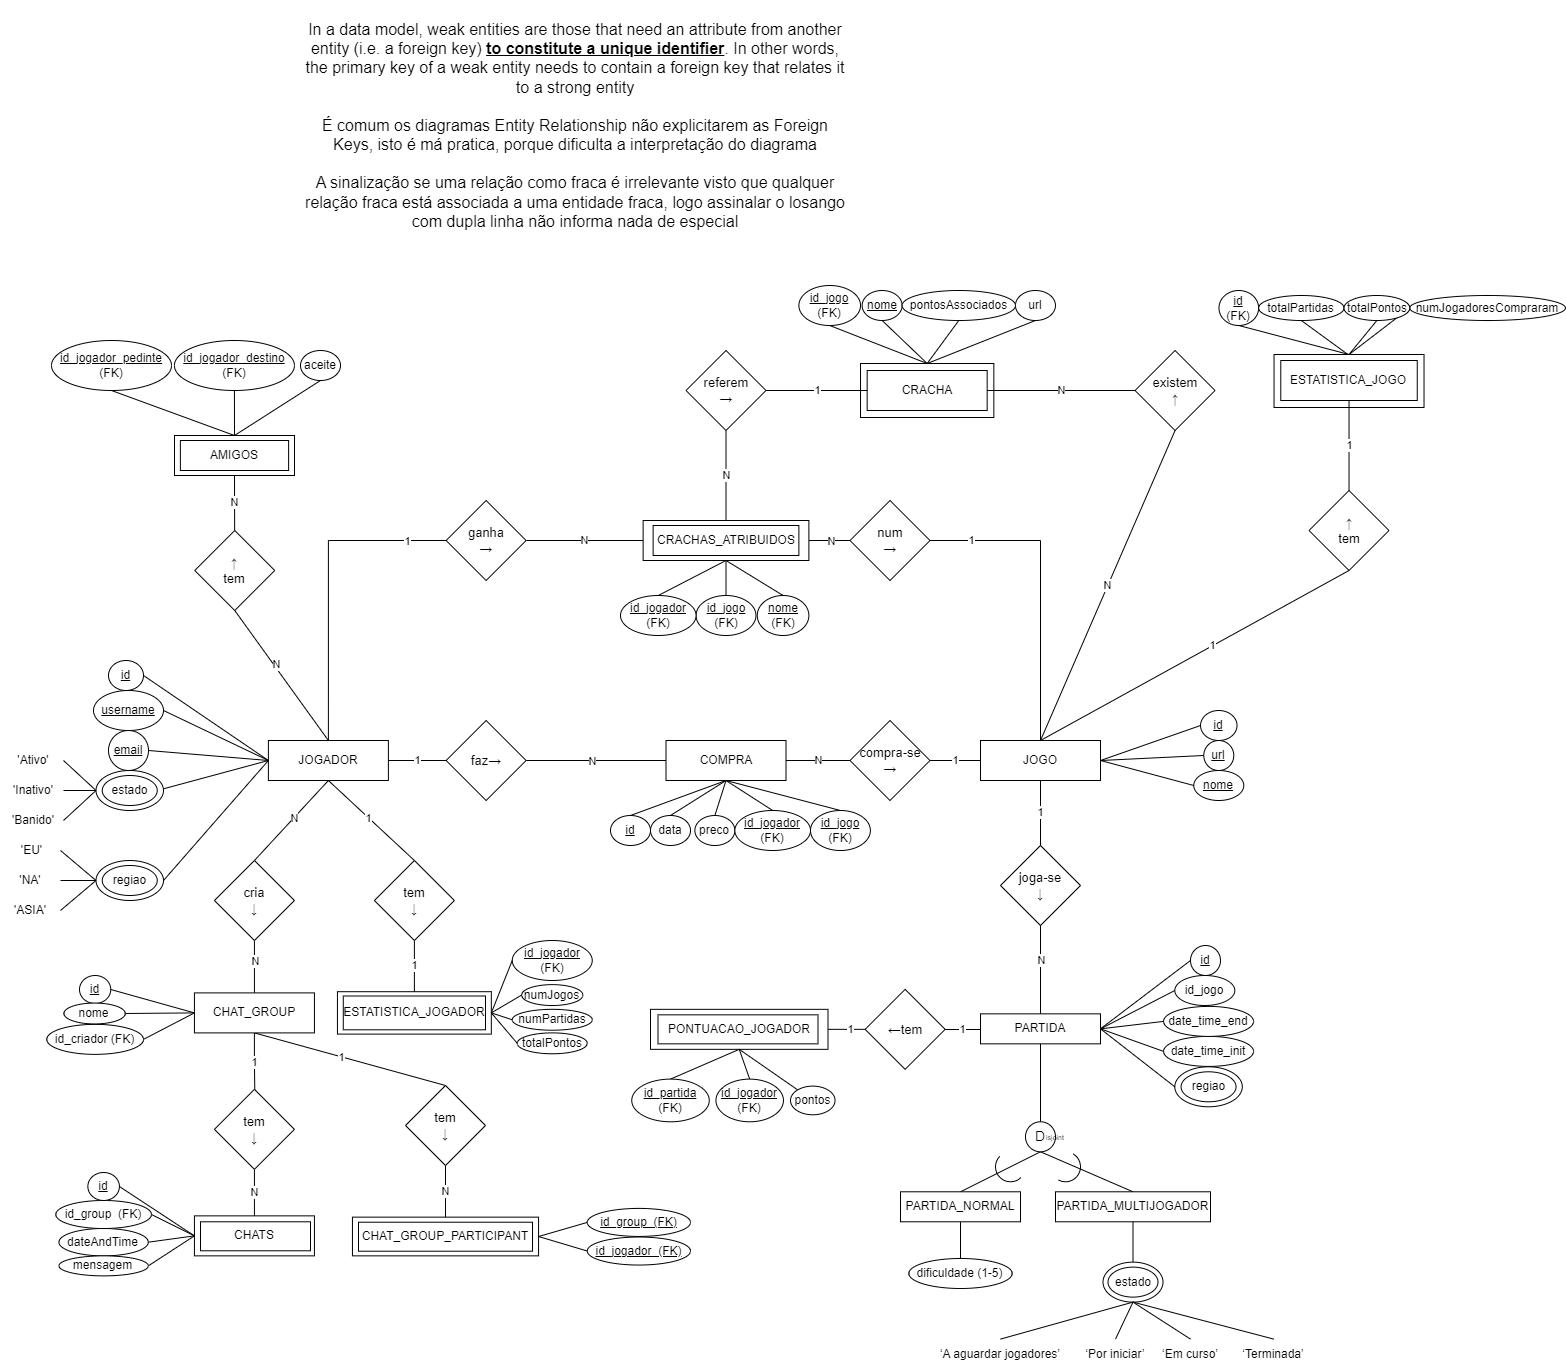 In a data model, weak entities are those that need an attribute from another
entity (i.e. a foreign key) to constitute a unique identifier. In other words,
the primary key of a weak entity needs to contain a foreign key that relates it
to a strong entity
É comum os diagramas Entity Relationship não explicitarem as Foreign
Keys, isto é má pratica, porque dificulta a interpretação do diagrama
A sinalização se uma relação como fraca é irrelevante visto que qualquer
relação fraca está associada a uma entidade fraca, logo assinalar o losango
com dupla linha não informa nada de especial
id_jogo
(FK)
nome
pontosAssociados
url
id
(FK)
totalPartidas
totalPontos
numJogadoresCompraram
id_jogador_pedinte
(FK)
id_jogador_destino
(FK)
aceite
referem
→
1
CRACHA
N
existem
↑
ESTATISTICA_JOGO
AMIGOS
N
N
1
↑
tem
1
ganha
→
N
CRACHAS_ATRIBUIDOS
N
num
→
1
↑
tem
N
id_jogador
(FK)
id_jogo
(FK)
nome
(FK)
N
1
id
username
email
estado
regiao
'Ativo'
'Inativo'
'Banido'
'EU'
'NA'
'ASIA'
JOGADOR
1
faz→
N
COMPRA
N
compra-se
→
1
JOGO
id
url
nome
id
data
preco
id_jogador
(FK)
id_jogo
(FK)
N
1
1
cria
↓
tem
↓
joga-se
↓
N
1
N
id
nome
id_criador (FK)
CHAT_GROUP
ESTATISTICA_JOGADOR
id_jogador
(FK)
numJogos
numPartidas
totalPontos
PONTUACAO_JOGADOR
1
←tem
1
PARTIDA
id
id_jogo
date_time_end
date_time_init
regiao
id_partida
(FK)
id_jogador
(FK)
pontos
1
1
tem
↓
tem
↓
Disjoint
N
N
id
id_group (FK)
dateAndTime
mensagem
CHATS
CHAT_GROUP_PARTICIPANT
id_group (FK)
id_jogador (FK)
PARTIDA_NORMAL
PARTIDA_MULTIJOGADOR
dificuldade (1-5)
estado
‘A aguardar jogadores’
‘Por iniciar’
‘Em curso’
‘Terminada’